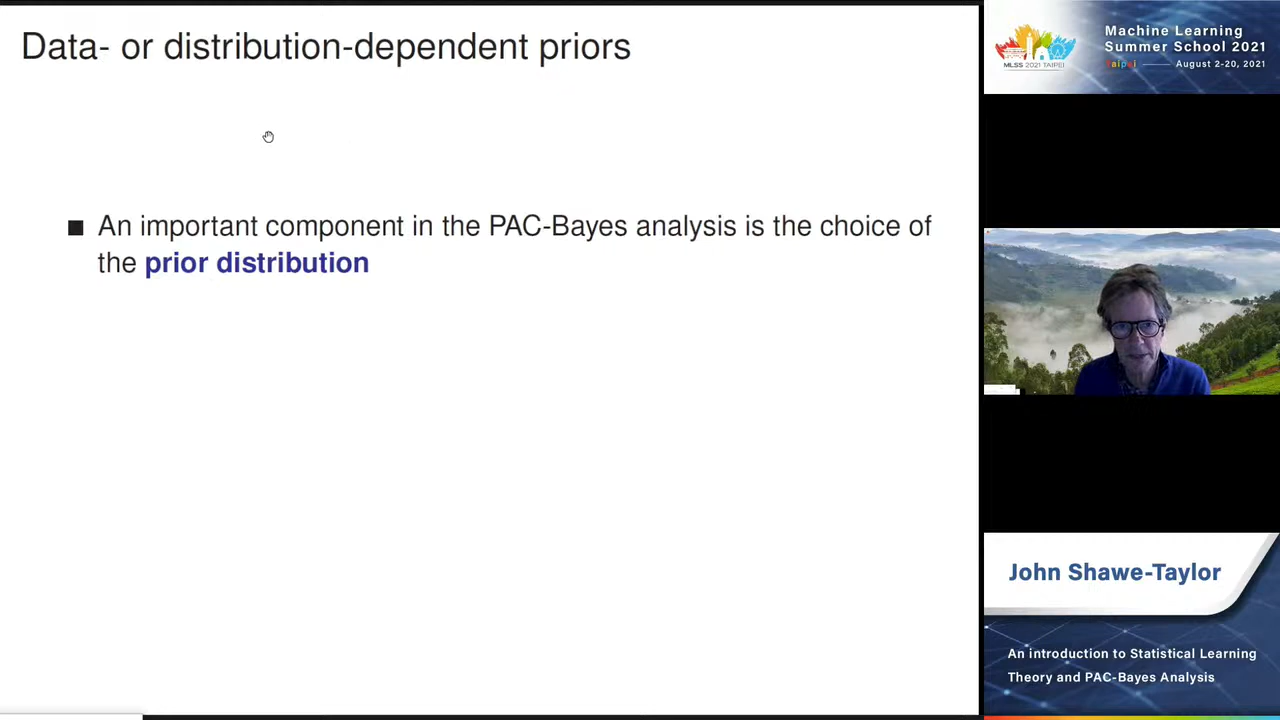 Data- or distribution-dependent priors
■ An important component in the PAC-Bayes analysis is the choice of
the prior distribution
Machine Learning
Summer School 2021
Taipei —— August 2-20, 2021
MLSS 2021 TAIPEI
John Shawe-Taylor
An introduction to Statistical Learning
Theory and PAC-Bayes Analysis